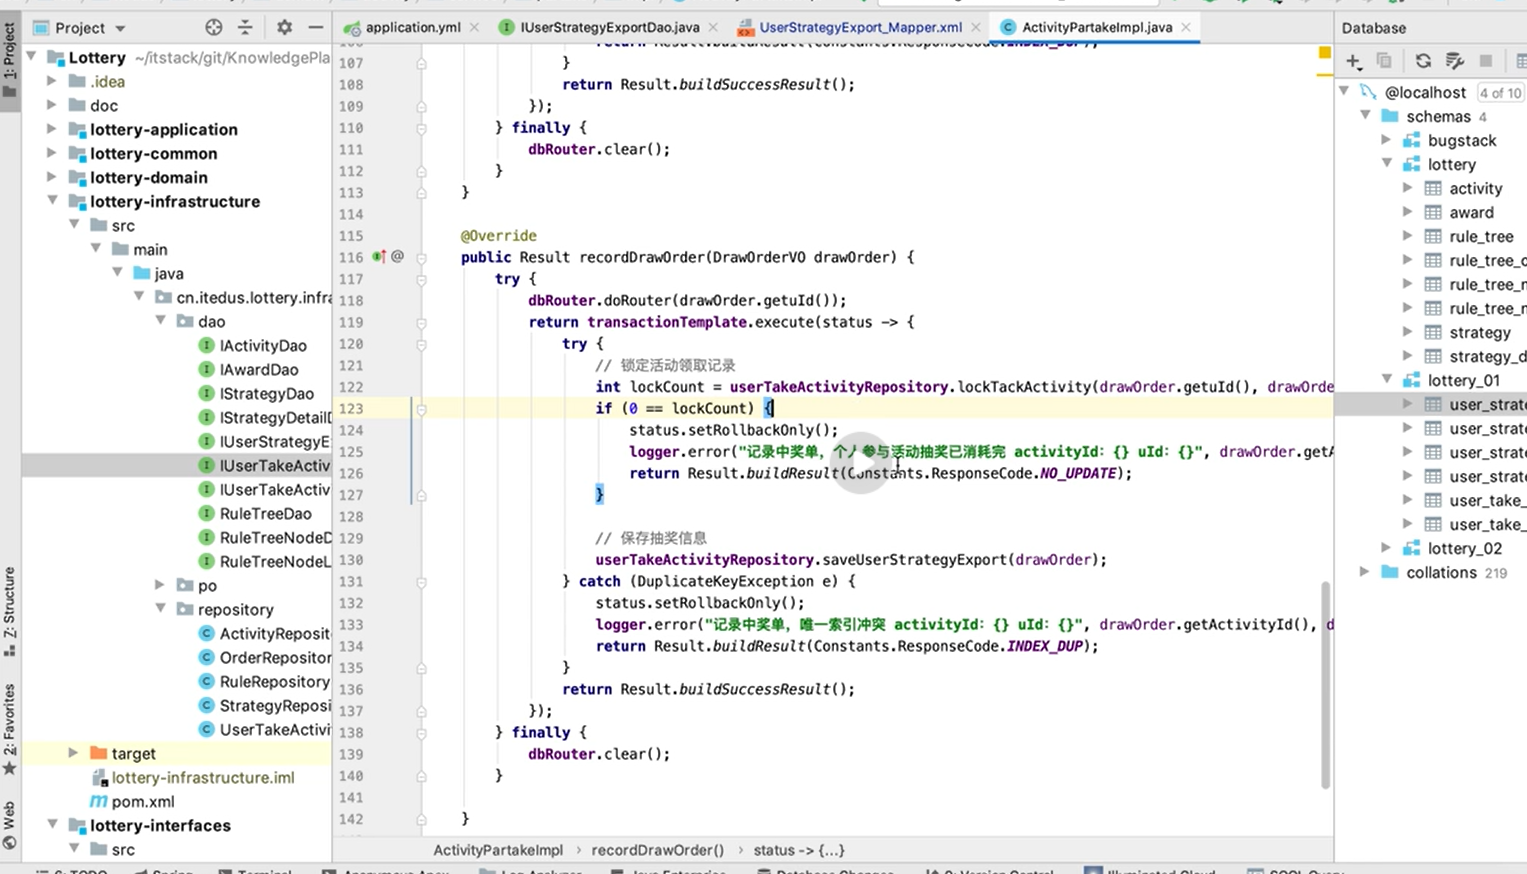 application.yml
IUserStrategyExportDao.java
UserStrategyExport_Mapper.xml
ActivityPartakeImpl.java
Database
1: Project
Project
Lottery ~/itstack/git/KnowledgePla
.idea
doc
lottery-application
lottery-common
lottery-domain
lottery-infrastructure
src
main
java
cn.itedus.lottery.infra
dao
IActivityDao
IAwardDao
IStrategyDao
IStrategyDetail
IUserStrategyE
IUserTakeActiv
IUserTakeActiv
RuleTreeDao
RuleTreeNodeD
RuleTreeNodeL
po
repository
ActivityReposit
OrderRepositor
RuleRepository
StrategyReposi
UserTakeActivi
target
lottery-infrastructure.iml
pom.xml
lottery-interfaces
src
Z: Structure
2: Favorites
Web
107 }
108 return Result.buildSuccessResult();
109 });
110 } finally {
111 dbRouter.clear();
112 }
113 }
114
115 @Override
116 public Result recordDrawOrder(DrawOrderVO drawOrder) {
117 try {
118 dbRouter.doRouter(drawOrder.getuId());
119 return transactionTemplate.execute(status -> {
120 try {
121 // 锁定活动领取记录
122 int lockCount = userTakeActivityRepository.lockTackActivity(drawOrder.getuId(), drawOrde
123 if (0 == lockCount) {
124 status.setRollbackOnly();
125 logger.error("记录中奖单，个人参与活动抽奖已消耗完 activityId：{} uId：{}", drawOrder.getA
126 return Result.buildResult(Constants.ResponseCode.NO_UPDATE);
127 }
128
129 // 保存抽奖信息
130 userTakeActivityRepository.saveUserStrategyExport(drawOrder);
131 } catch (DuplicateKeyException e) {
132 status.setRollbackOnly();
133 logger.error("记录中奖单，唯一索引冲突 activityId：{} uId：{}", drawOrder.getActivityId(), d
134 return Result.buildResult(Constants.ResponseCode.INDEX_DUP);
135 }
136 return Result.buildSuccessResult();
137 });
138 } finally {
139 dbRouter.clear();
140 }
141
142 }
ActivityPartakeImpl › recordDrawOrder() › status -> {...}
@localhost 4 of 10
schemas 4
bugstack
lottery
activity
award
rule_tree
rule_tree_
rule_tree_n
rule_tree_n
strategy
strategy_d
lottery_01
user_strate
user_strate
user_strate
user_strate
user_take_
user_take_
lottery_02
collations 219